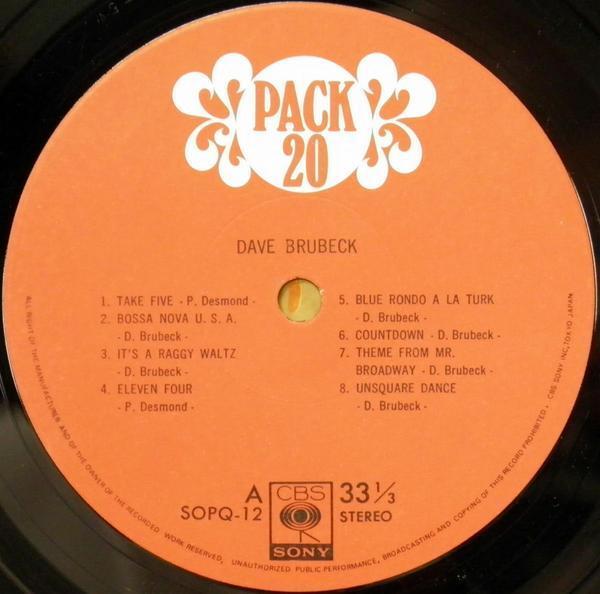 PACK
20
DAVE BRUBECK
1. TAKE FIVE - P. Desmond -
2. BOSSA NOVA U. S. A.
- D. Brubeck -
3. IT'S A RAGGY WALTZ
- D. Brubeck -
4. ELEVEN FOUR
- P. Desmond -
5. BLUE RONDO A LA TURK
- D. Brubeck -
6. COUNTDOWN - D. Brubeck -
7. THEME FROM MR.
BROADWAY - D. Brubeck -
8. UNSQUARE DANCE
- D. Brubeck -
A
SOPQ-12
CBS
SONY
33 1/3
STEREO
ALL RIGHT OF THE MANUFACTURER AND OF THE OWNER OF THE RECORDED WORK RESERVED, UNAUTHORIZED PUBLIC PERFORMANCE, BROADCASTING AND COPYING OF THIS RECORD PROHIBITED. CBS SONY INC, TOKYO JAPAN